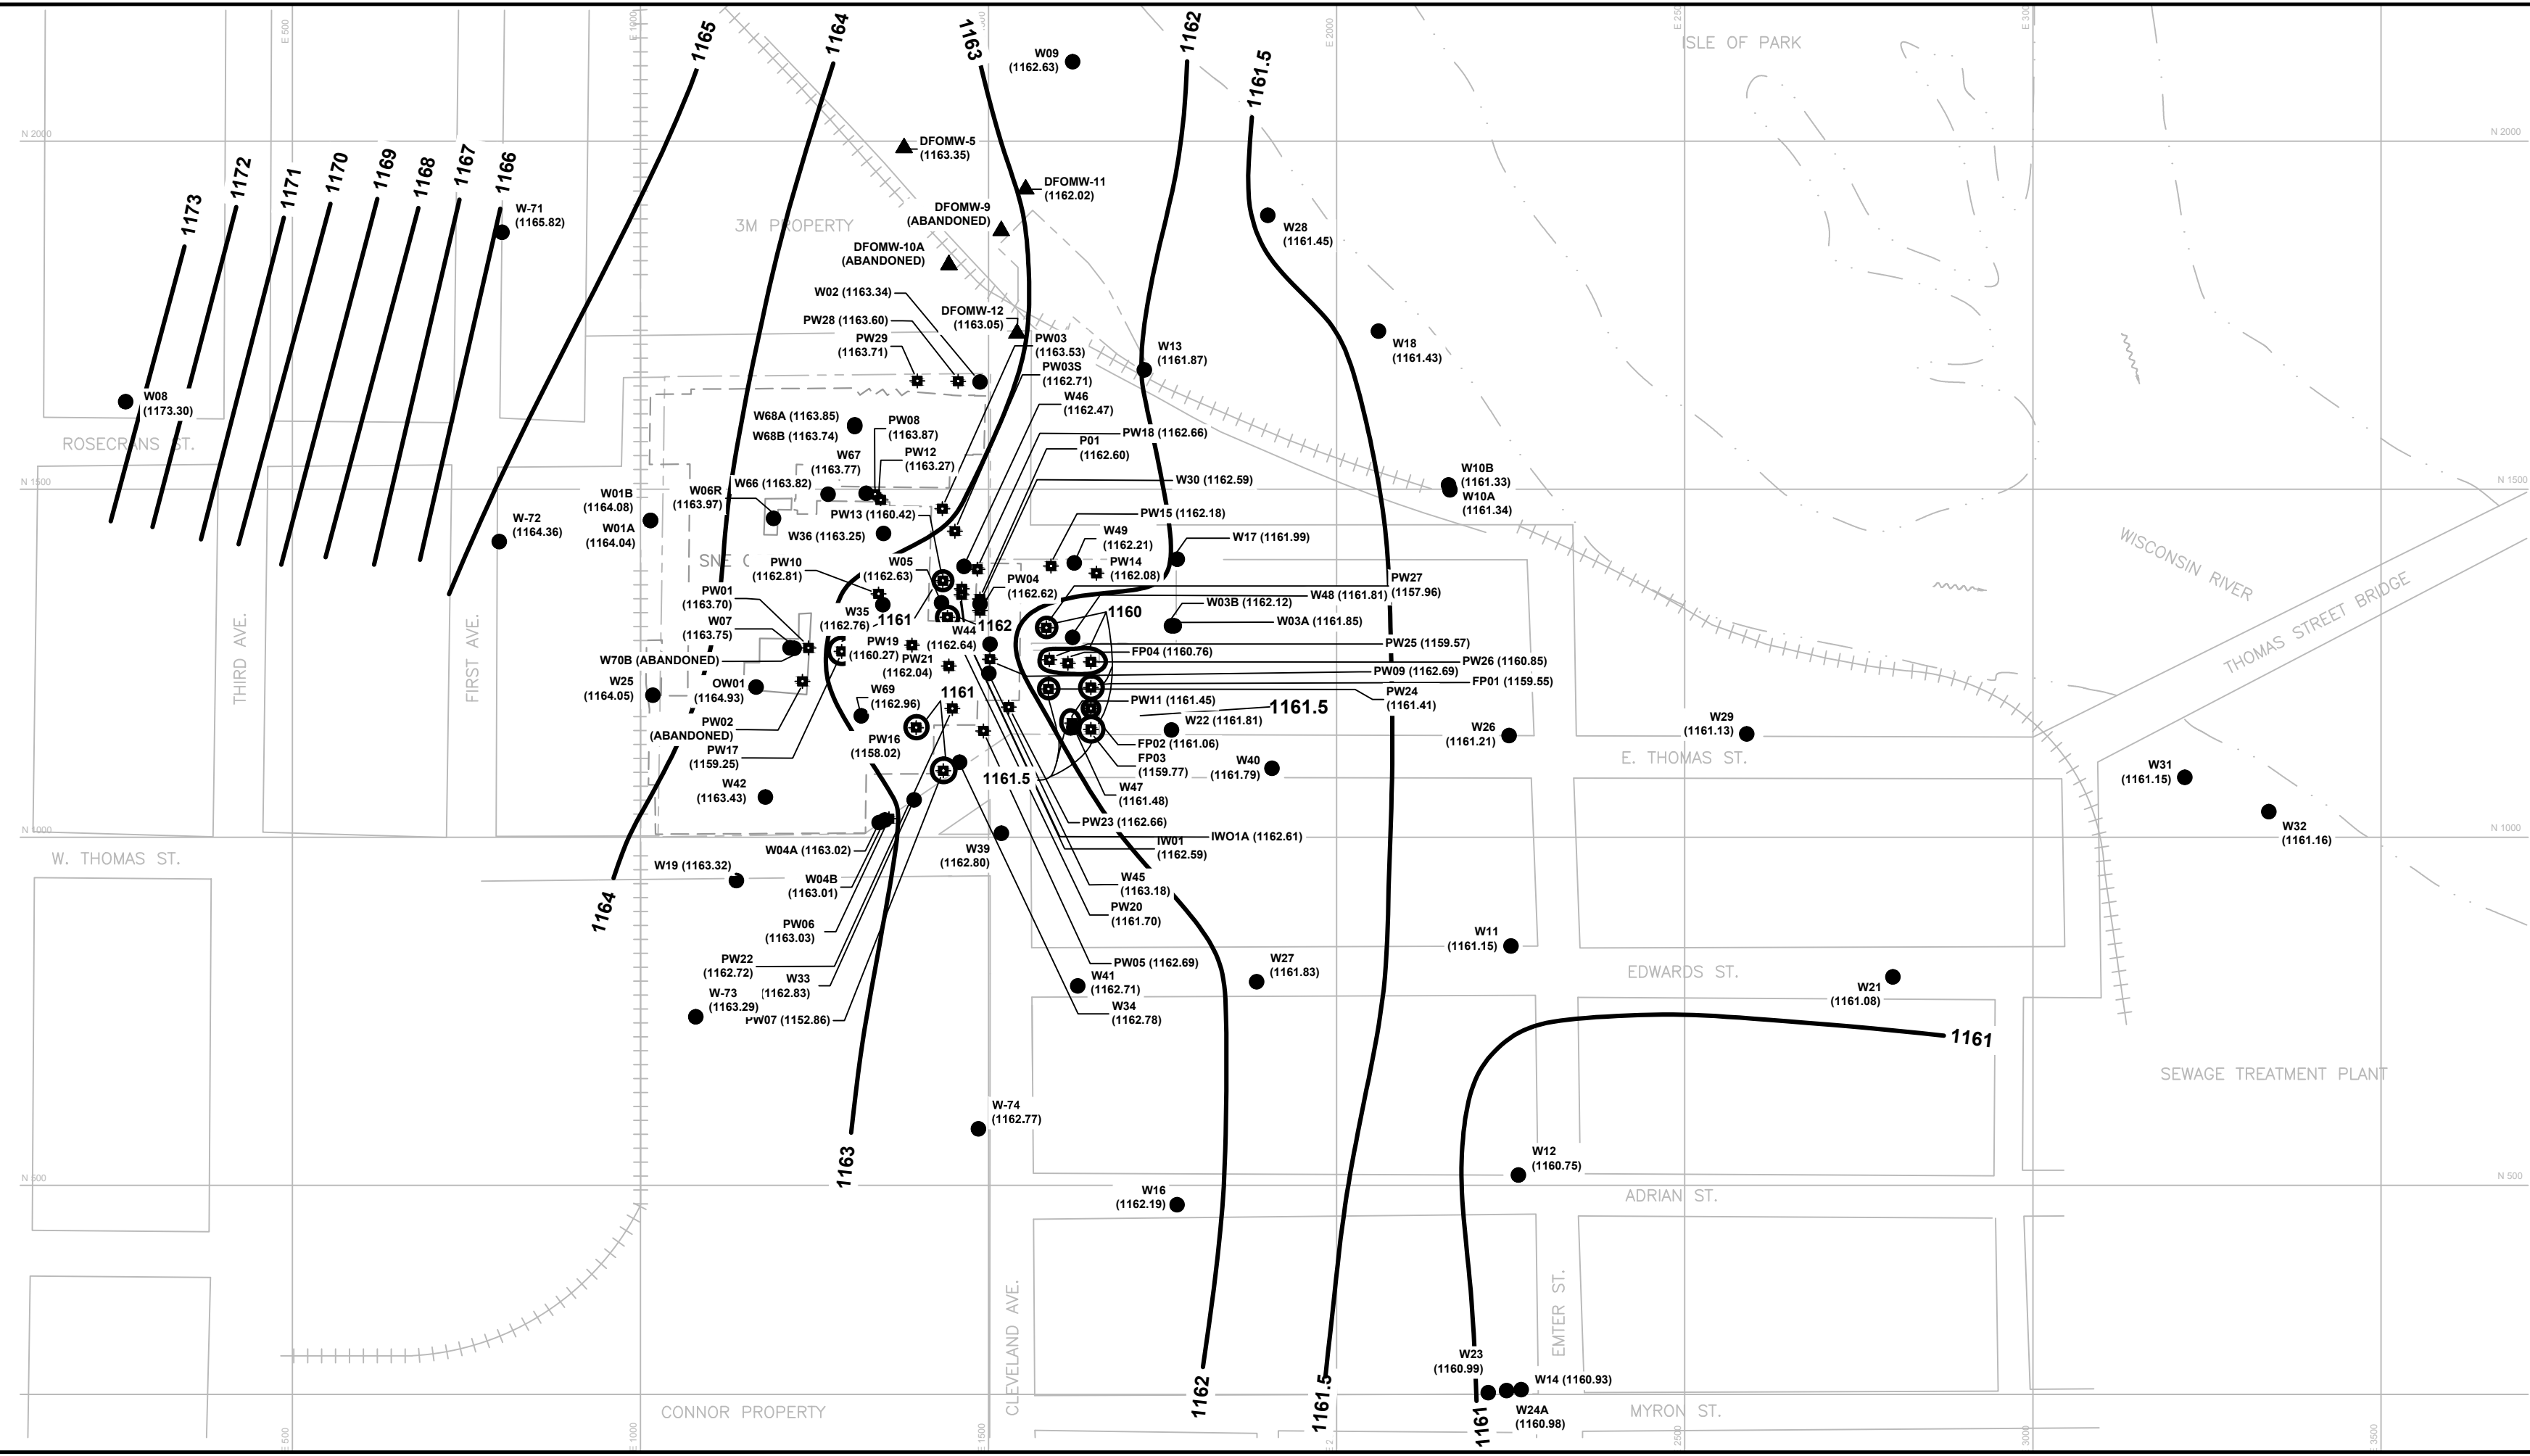 1165
1164
1163
1162
1161.5
E 500
E 1000
E 2000
ISLE OF PARK
W09
(1162.63)
N 2000
N 2000
1173
1172
1171
1170
1169
1168
1167
1166
W-71
(1165.82)
DFOMW-5
(1163.35)
DFOMW-11
(1162.02)
DFOMW-9
(ABANDONED)
DFOMW-10A
(ABANDONED)
3M PROPERTY
W28
(1161.45)
W02 (1163.34)
PW28 (1163.60)
PW29
(1163.71)
DFOMW-12
(1163.05)
PW03
(1163.53)
PW03S
(1162.71)
W13
(1161.87)
W18
(1161.43)
W08
(1173.30)
ROSECRANS ST.
W46
(1162.47)
W68A (1163.85)
W68B (1163.74)
PW08
(1163.87)
PW12
(1163.27)
PW18 (1162.66)
P01
(1162.60)
W67
(1163.77)
W66 (1163.82)
W30 (1162.59)
W10B
(1161.33)
W10A
(1161.34)
N 1500
N 1500
W01B
(1164.08)
W01A
(1164.04)
W06R
(1163.97)
PW13 (1160.42)
PW15 (1162.18)
W-72
(1164.36)
W36 (1163.25)
W49
(1162.21)
W17 (1161.99)
WISCONSIN RIVER
THOMAS STREET BRIDGE
PW10
(1162.81)
W05
(1162.63)
PW04
(1162.62)
PW14
(1162.08)
PW27
(1157.96)
W48 (1161.81)
PW01
(1163.70)
W07
(1163.75)
W35
(1162.76)
1161
1162
1160
W03B (1162.12)
W03A (1161.85)
W44
(1162.64)
PW19
(1160.27)
PW21
(1162.04)
PW25 (1159.57)
FP04 (1160.76)
PW26 (1160.85)
PW09 (1162.69)
FP01 (1159.55)
W70B (ABANDONED)
W25
(1164.05)
OW01
(1164.93)
THIRD AVE.
FIRST AVE.
W69
(1162.96)
1161
PW11 (1161.45)
PW24
(1161.41)
1161.5
W22 (1161.81)
PW02
(ABANDONED)
PW17
(1159.25)
PW16
(1158.02)
FP02 (1161.06)
FP03
(1159.77)
W40
(1161.79)
W26
(1161.21)
W29
(1161.13)
E. THOMAS ST.
W31
(1161.15)
W42
(1163.43)
1161.5
W47
(1161.48)
W32
(1161.16)
PW23 (1162.66)
IWO1A (1162.61)
IW01
(1162.59)
N 1000
N 1000
W. THOMAS ST.
W04A (1163.02)
W39
(1162.80)
W19 (1163.32)
W04B
(1163.01)
W45
(1163.18)
PW20
(1161.70)
1164
PW06
(1163.03)
PW22
(1162.72)
PW05 (1162.69)
W11
(1161.15)
W27
(1161.83)
EDWARDS ST.
W33
(1162.83)
W41
(1162.71)
W21
(1161.08)
W-73
(1163.29)
PW07 (1152.86)
W34
(1162.78)
1161
SEWAGE TREATMENT PLANT
W-74
(1162.77)
1163
W12
(1160.75)
N 500
N 500
W16
(1162.19)
ADRIAN ST.
CLEVELAND AVE.
EMTER ST.
W23
(1160.99)
W14 (1160.93)
W24A
(1160.98)
1162
1161.5
1161
CONNOR PROPERTY
MYRON ST.
E 500
E 1000
E 1500
2500
3000
E 3500